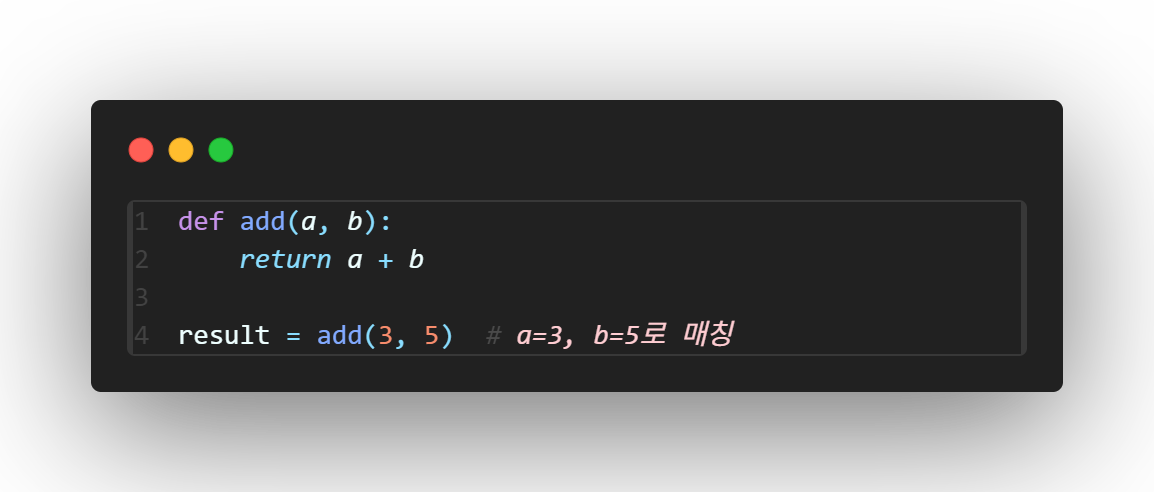 1 def add(a, b):
2     return a + b
3
4 result = add(3, 5)  # a=3, b=5로 매칭